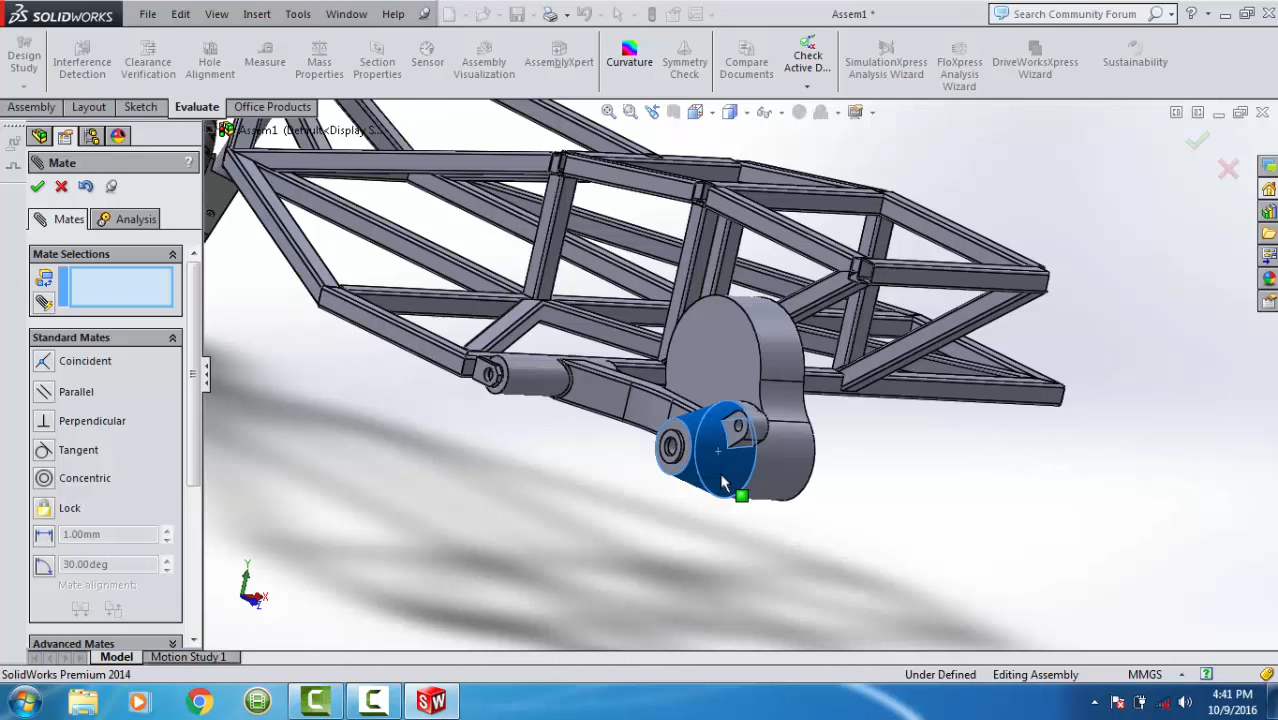 SOLIDWORKS
File Edit View Insert Tools Window Help
Assem1 *
Search Community Forum
?
Design Study
Interference Detection
Clearance Verification
Hole Alignment
Measure
Mass Properties
Section Properties
Sensor
Assembly Visualization
AssemblyXpert
Curvature
Symmetry Check
Compare Documents
Check Active D...
SimulationXpress Analysis Wizard
FloXpress Analysis Wizard
DriveWorksXpress Wizard
Sustainability
Assembly Layout Sketch Evaluate Office Products
Assem1 (Default<Display S...
Mate ?
Mates Analysis
Mate Selections
Standard Mates
Coincident
Parallel
Perpendicular
Tangent
Concentric
Lock
1.00mm
30.00deg
Mate alignment:
Advanced Mates
Y
X
Z
Model Motion Study 1
SolidWorks Premium 2014
Under Defined Editing Assembly MMGS ?
4:41 PM
10/9/2016